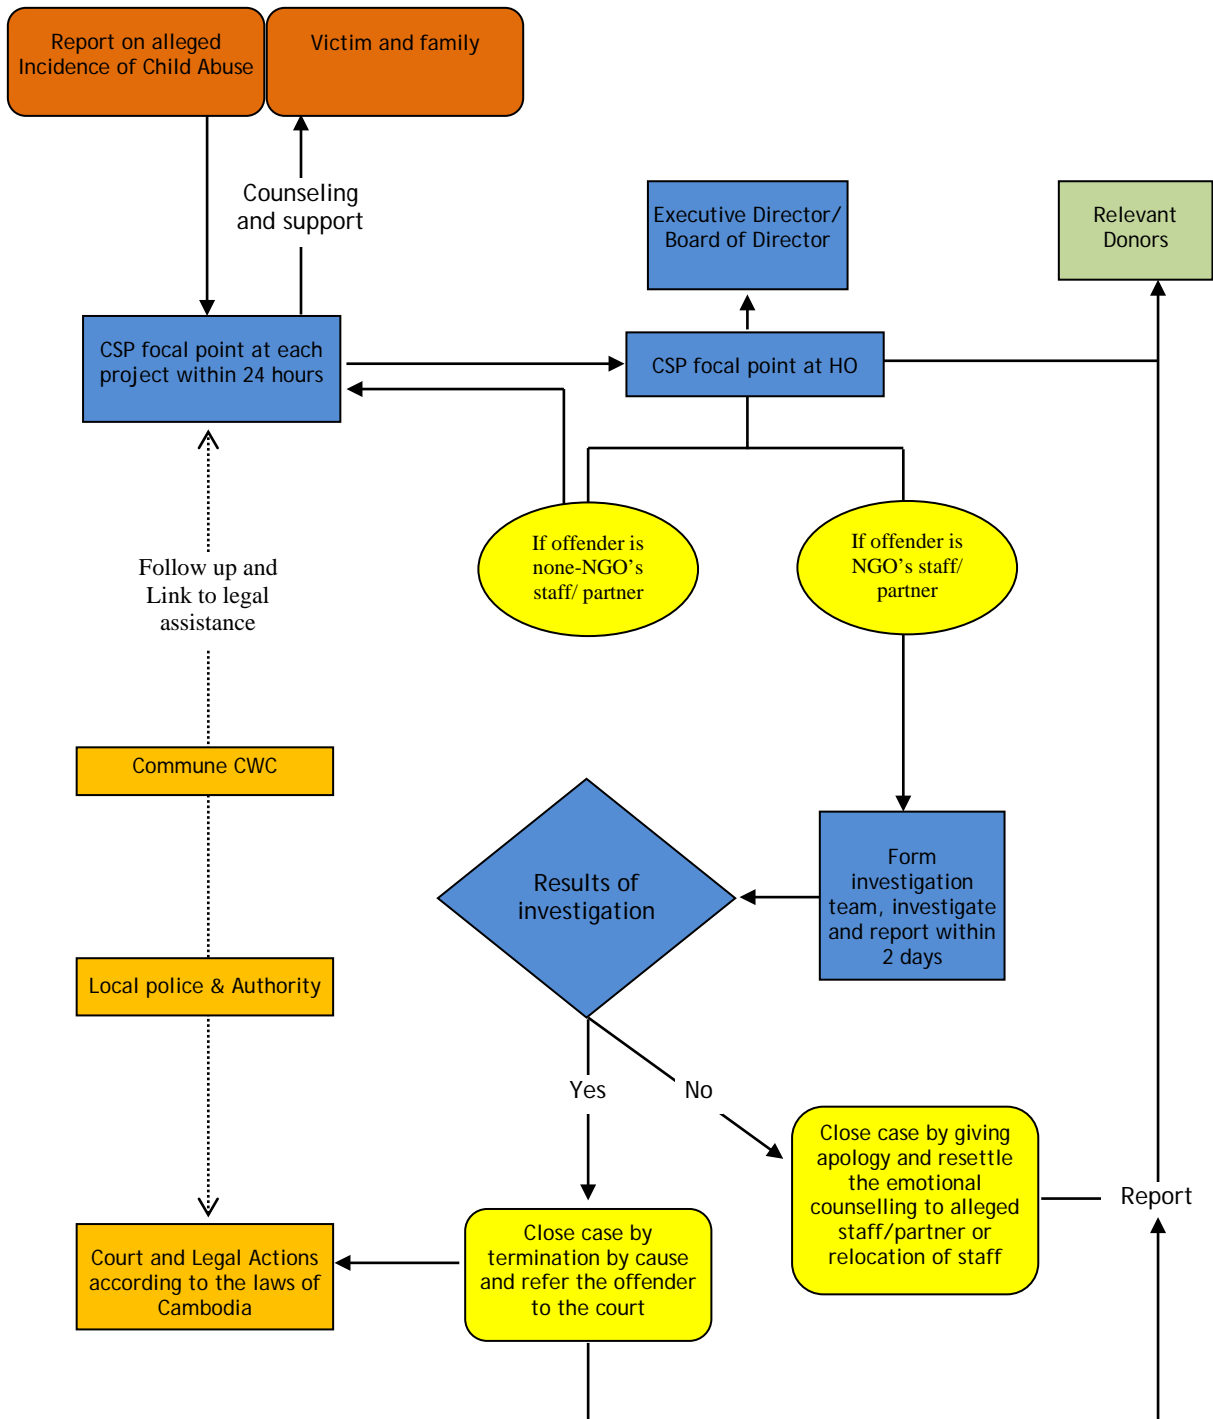 Report on alleged
Incidence of Child Abuse
Victim and family
Counseling
and support
Executive Director/
Board of Director
Relevant
Donors
CSP focal point at each
project within 24 hours
CSP focal point at HO
If offender is
none-NGO’s
staff/ partner
If offender is
NGO’s staff/
partner
Follow up and
Link to legal
assistance
Commune CWC
Results of
investigation
Form
investigation
team, investigate
and report within
2 days
Local police & Authority
Yes
No
Close case by giving
apology and resettle
the emotional
counselling to alleged
staff/partner or
relocation of staff
Report
Court and Legal Actions
according to the laws of
Cambodia
Close case by
termination by cause
and refer the offender
to the court